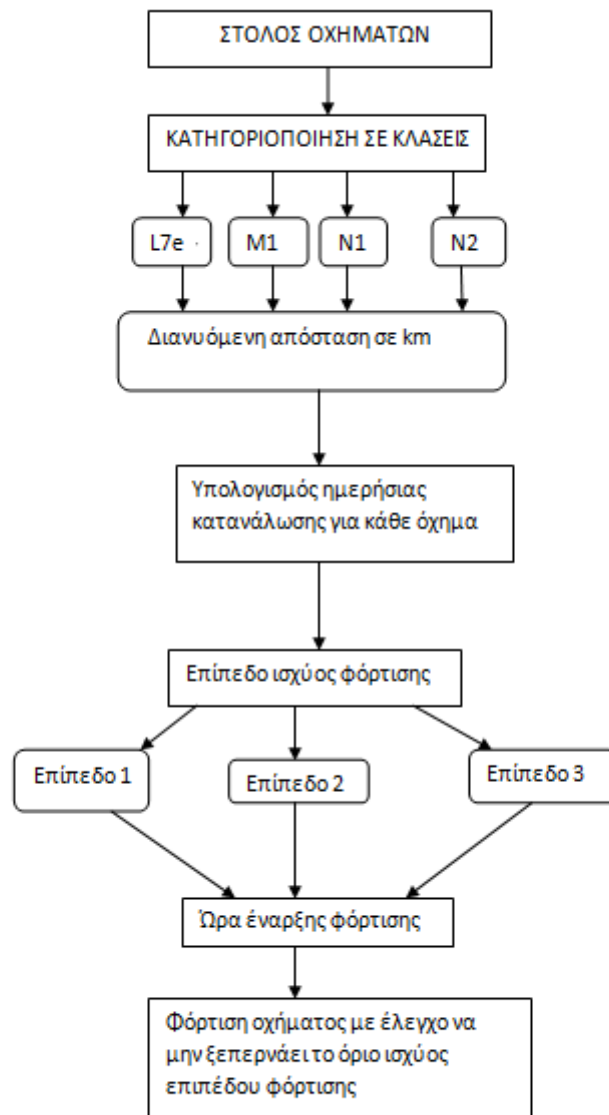 ΣΤΟΛΟΣ ΟΧΗΜΑΤΩΝ
ΚΑΤΗΓΟΡΙΟΠΟΙΗΣΗ ΣΕ ΚΛΑΣΕΙΣ
L7e
M1
N1
N2
Διανυόμενη απόσταση σε km
Υπολογισμός ημερήσιας
κατανάλωσης για κάθε όχημα
Επίπεδο ισχύος φόρτισης
Επίπεδο 1
Επίπεδο 2
Επίπεδο 3
Ώρα έναρξης φόρτισης
Φόρτιση οχήματος με έλεγχο να
μην ξεπερνάει το όριο ισχύος
επιπέδου φόρτισης